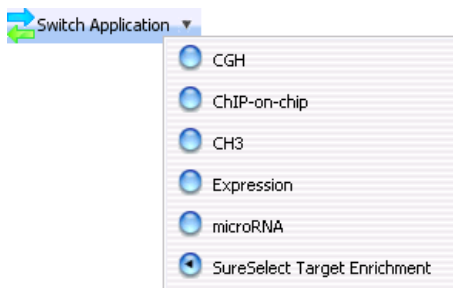 Switch Application
CGH
ChIP-on-chip
CH3
Expression
microRNA
SureSelect Target Enrichment